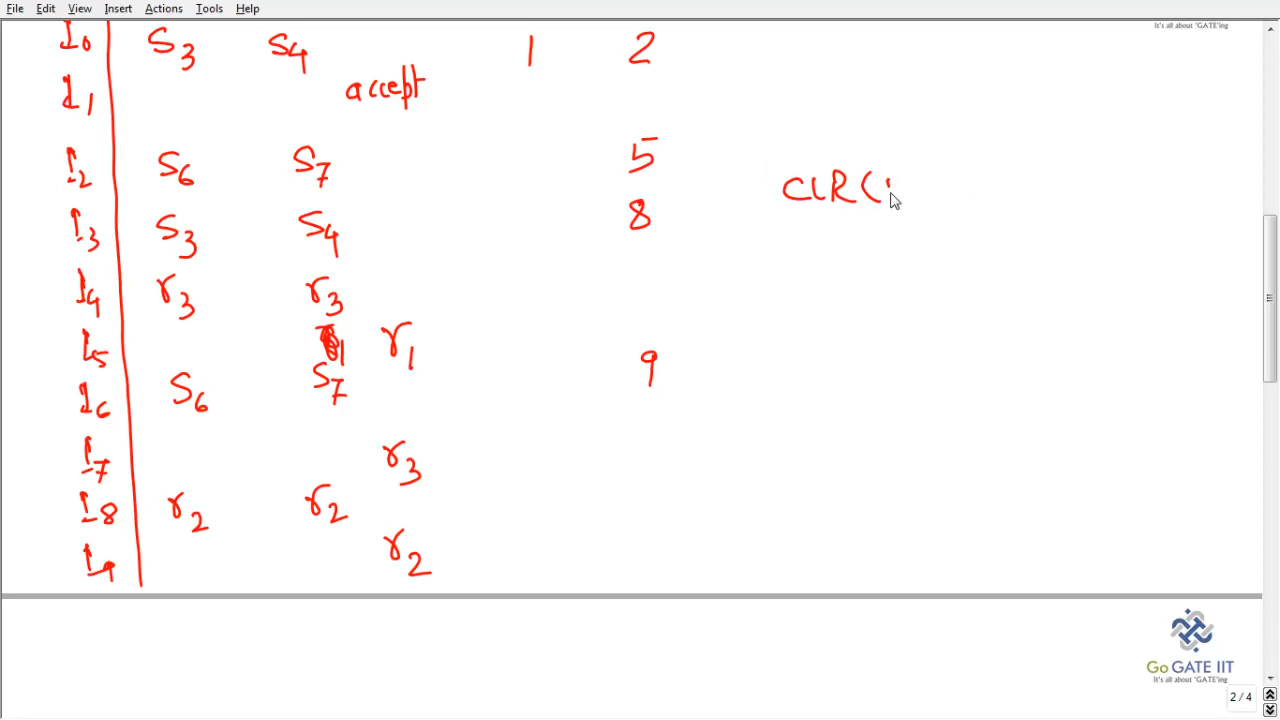 File Edit View Insert Actions Tools Help
It's all about "GATE"ing
I0 S3 S4 1 2
I1 accept
I2 S6 S7 5
I3 S3 S4 8
I4 r3 r3
I5 r1
I6 S6 S7 9
I7 r3
I8 r2 r2
I9 r2
CLR(1
Go GATE IIT
It's all about "GATE"ing
2 / 4